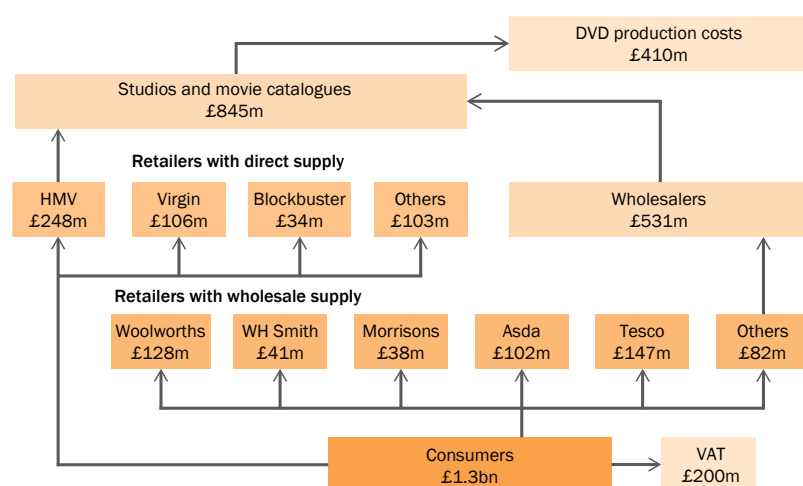 DVD production costs
£410m
Studios and movie catalogues
£845m
Retailers with direct supply
HMV
£248m
Virgin
£106m
Blockbuster
£34m
Others
£103m
Wholesalers
£531m
Retailers with wholesale supply
Woolworths
£128m
WH Smith
£41m
Morrisons
£38m
Asda
£102m
Tesco
£147m
Others
£82m
Consumers
£1.3bn
VAT
£200m